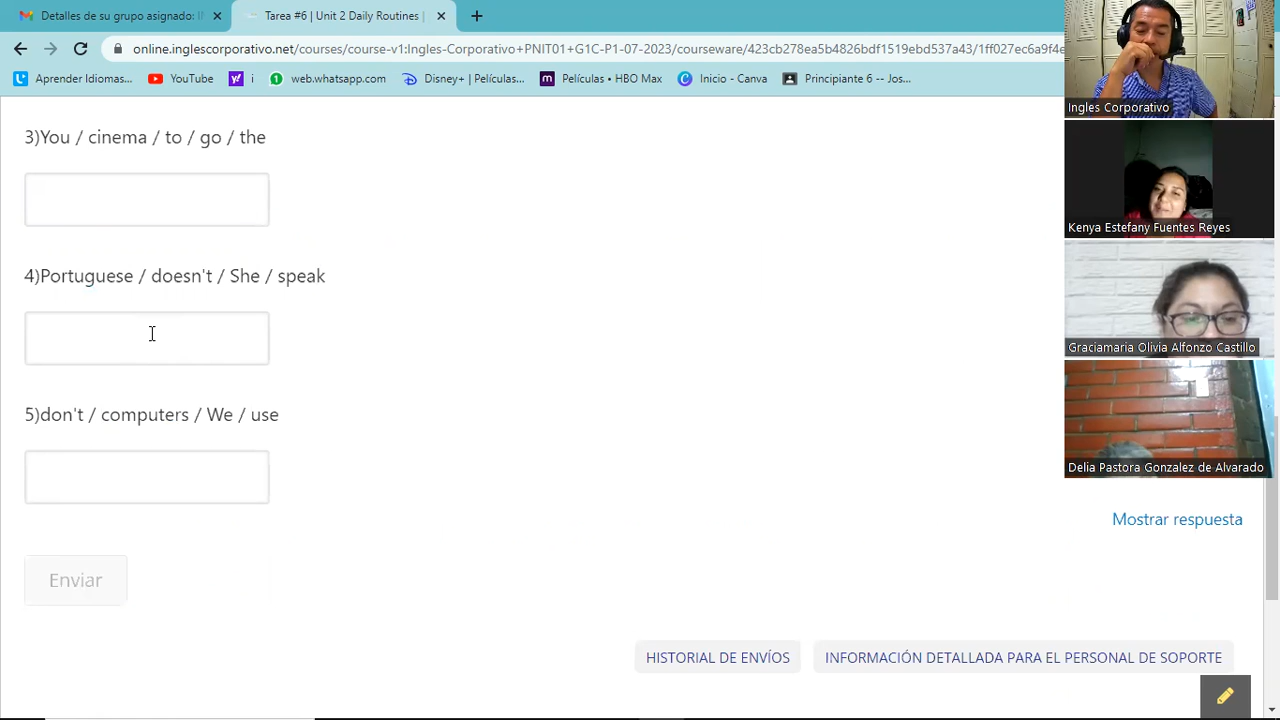 Detalles de su grupo asignado: I
Tarea #6 | Unit 2 Daily Routines
online.inglescorporativo.net/courses/course-v1:Ingles-Corporativo+PNIT01+G1C-P1-02-2023/courseware/423cb278ea5b4826bdf1519ebd537a43/1ff027ec6a9f4e
Aprender Idiomas...
YouTube
i
web.whatsapp.com
Disney+ | Películas...
Películas • HBO Max
Inicio - Canva
Principiante 6 -- Jos...
3)You / cinema / to / go / the
4)Portuguese / doesn't / She / speak
5)don't / computers / We / use
Mostrar respuesta
Enviar
HISTORIAL DE ENVÍOS
INFORMACIÓN DETALLADA PARA EL PERSONAL DE SOPORTE
Ingles Corporativo
Kenya Estefany Fuentes Reyes
Graciamaria Olivia Alfonzo Castillo
Delia Pastora Gonzalez de Alvarado